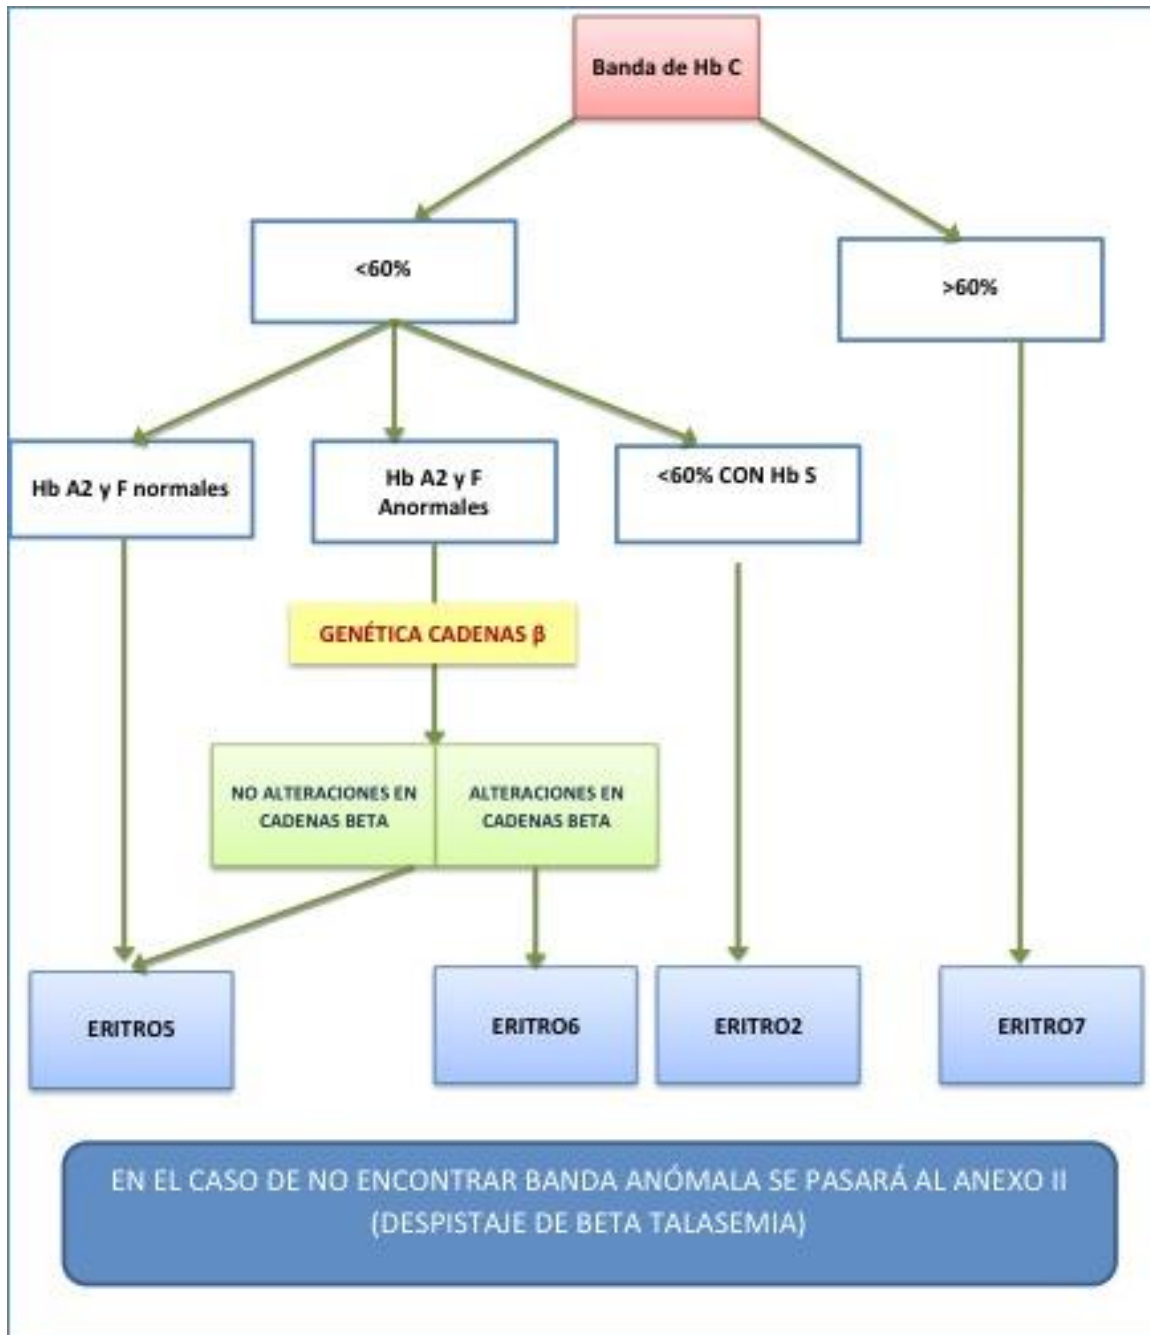 Banda de Hb C
<60%
>60%
Hb A2 y F normales
Hb A2 y F
Anormales
<60% CON Hb S
GENÉTICA CADENAS β
NO ALTERACIONES EN
CADENAS BETA
ALTERACIONES EN
CADENAS BETA
ERITRO5
ERITRO6
ERITRO2
ERITRO7
EN EL CASO DE NO ENCONTRAR BANDA ANÓMALA SE PASARÁ AL ANEXO II
(DESPISTAJE DE BETA TALASEMIA)